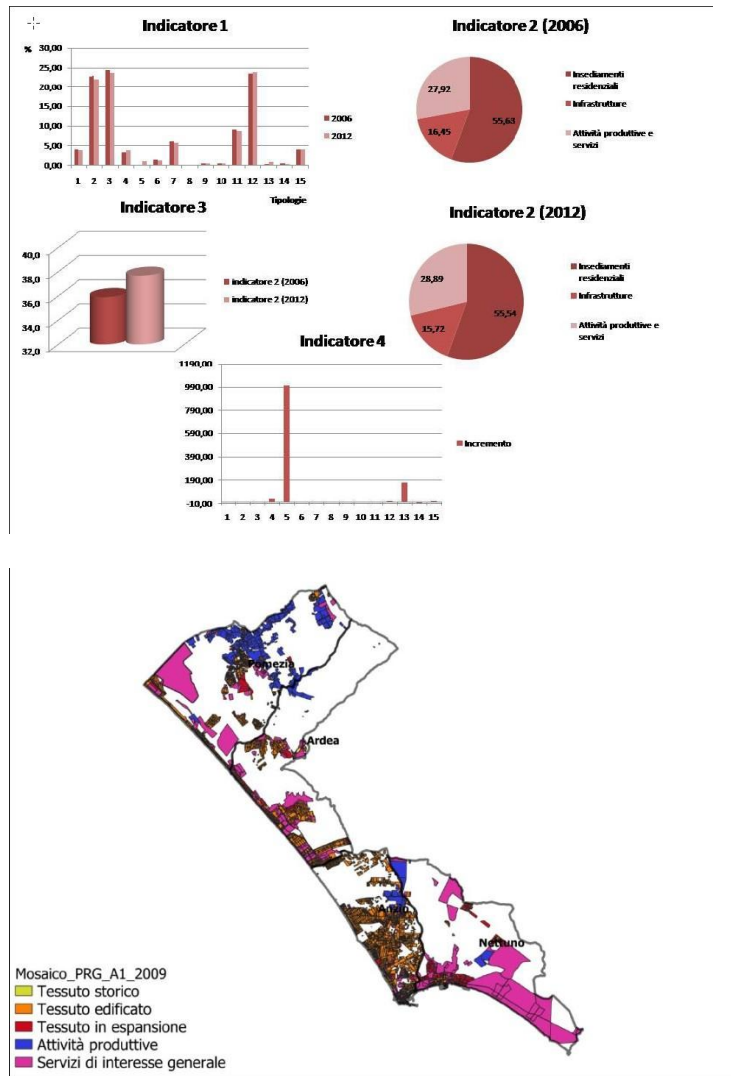 Indicatore 1
%
30,00
25,00
20,00
15,00
10,00
5,00
0,00
1 2 3 4 5 6 7 8 9 10 11 12 13 14 15
Tipologie
2006
2012
Indicatore 2 (2006)
27,92
16,45
55,63
Insediamenti
residenziali
Infrastrutture
Attività produttive e
servizi
Indicatore 3
40,0
38,0
36,0
34,0
32,0
indicatore 2 (2006)
indicatore 2 (2012)
Indicatore 2 (2012)
28,89
15,72
55,54
Insediamenti
residenziali
Infrastrutture
Attività produttive e
servizi
Indicatore 4
1190,00
990,00
790,00
590,00
390,00
190,00
-10,00
1 2 3 4 5 6 7 8 9 10 11 12 13 14 15
Incremento
Pomezia
Ardea
Anzio
Nettuno
Mosaico_PRG_A1_2009
Tessuto storico
Tessuto edificato
Tessuto in espansione
Attività produttive
Servizi di interesse generale